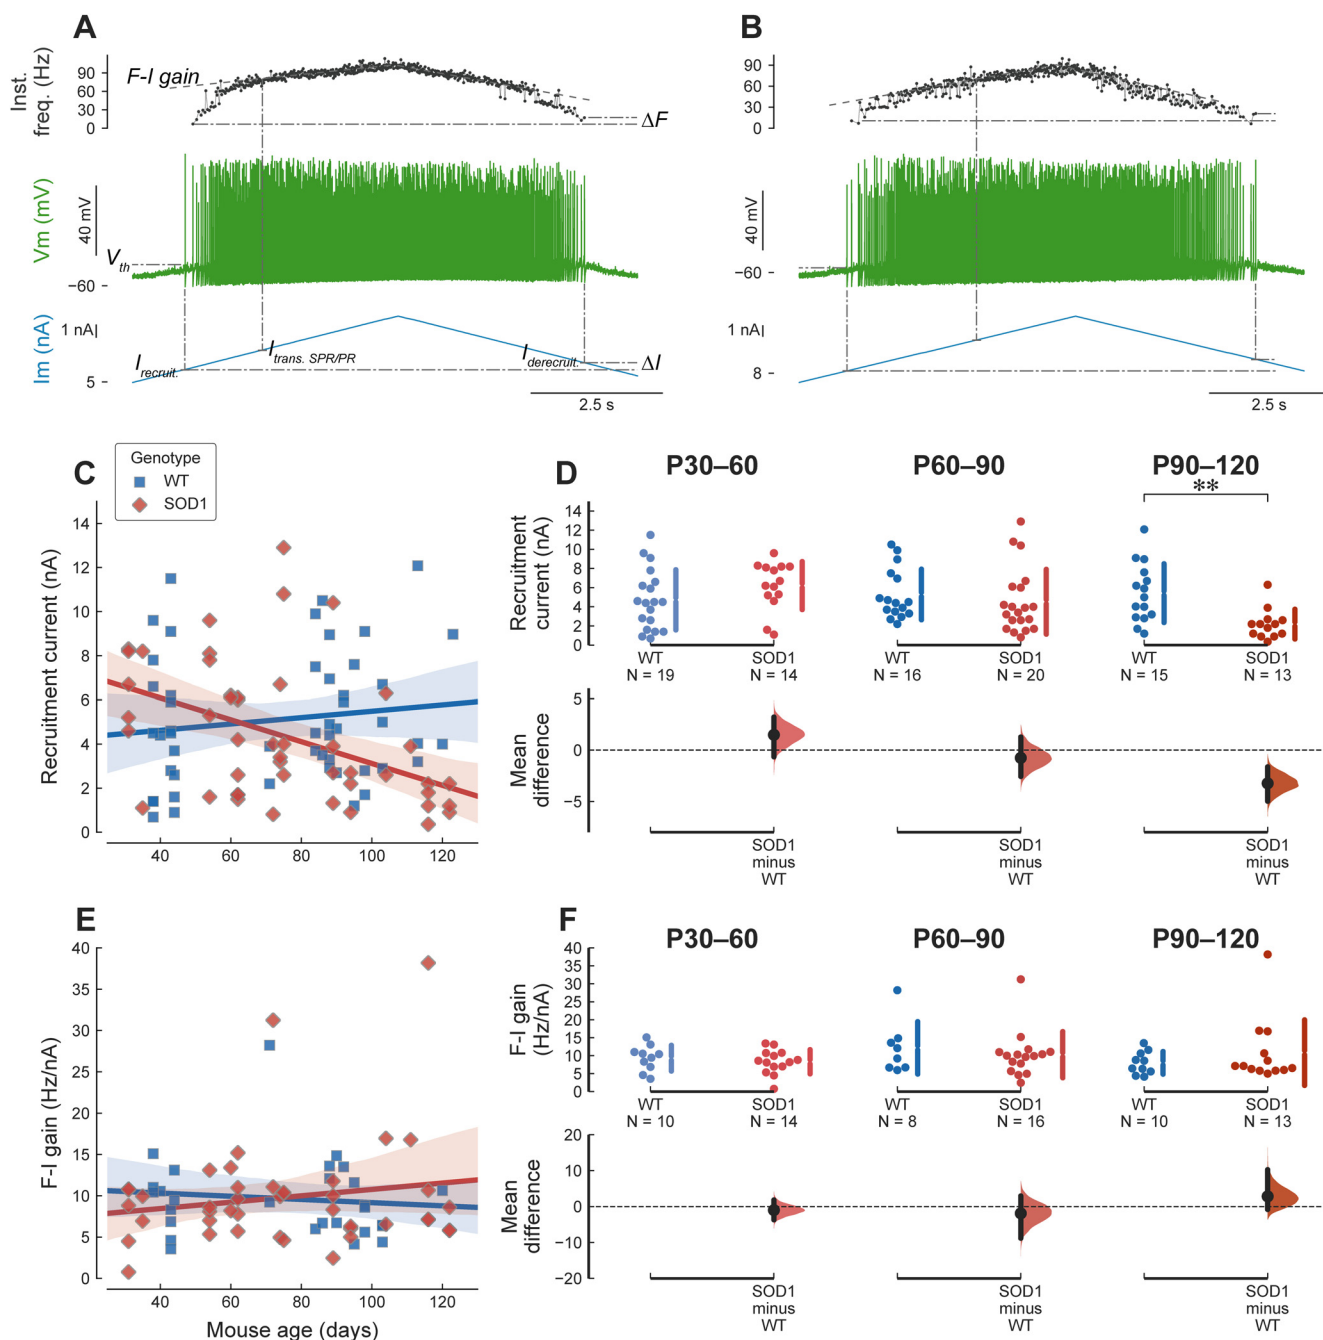 A
B
Inst.
freq. (Hz)
90
60
30
0
F-I gain
ΔF
90
60
30
0
Vm (mV)
40 mV
V th
−60
40 mV
−60
Im (nA)
1 nA
I recruit.
I trans. SPR/PR
I derecruit.
ΔI
5
2.5 s
1 nA
8
2.5 s
C
Genotype
WT
SOD1
Recruitment current (nA)
14
12
10
8
6
4
2
0
40
60
80
100
120
D
P30–60
P60–90
P90–120
**
Recruitment
current (nA)
14
12
10
8
6
4
2
0
WT
N = 19
SOD1
N = 14
WT
N = 16
SOD1
N = 20
WT
N = 15
SOD1
N = 13
Mean
difference
5
0
−5
SOD1
minus
WT
SOD1
minus
WT
SOD1
minus
WT
E
F-I gain (Hz/nA)
40
35
30
25
20
15
10
5
0
40
60
80
100
120
Mouse age (days)
F
P30–60
P60–90
P90–120
F-I gain
(Hz/nA)
40
35
30
25
20
15
10
5
0
WT
N = 10
SOD1
N = 14
WT
N = 8
SOD1
N = 16
WT
N = 10
SOD1
N = 13
Mean
difference
20
10
0
−10
−20
SOD1
minus
WT
SOD1
minus
WT
SOD1
minus
WT